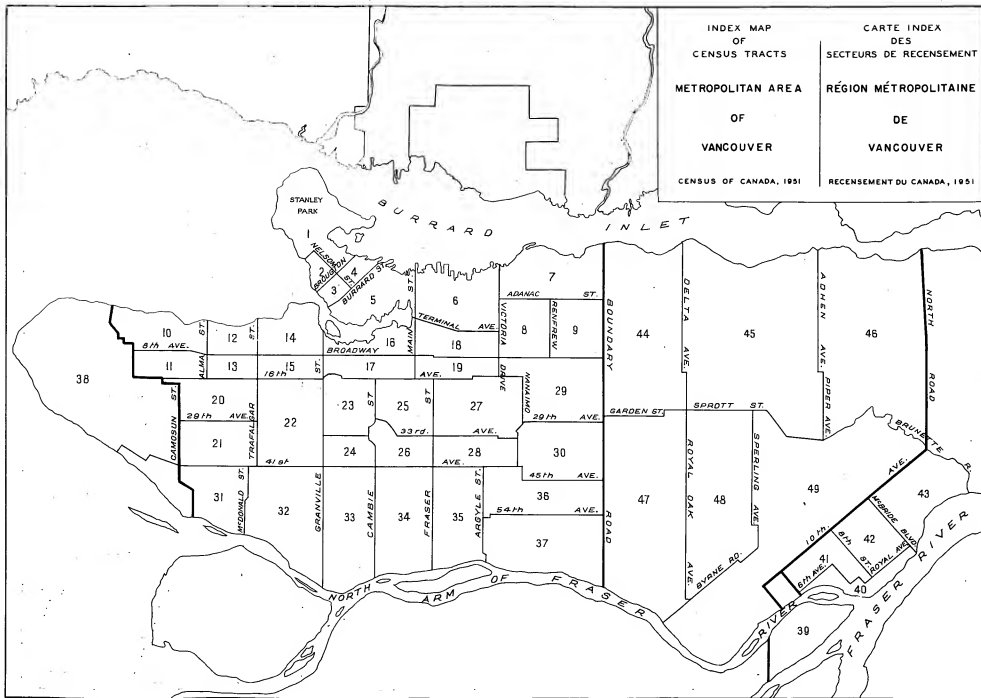 INDEX MAP
OF
CENSUS TRACTS
METROPOLITAN AREA
OF
VANCOUVER
CENSUS OF CANADA, 1951
CARTE INDEX
DES
SECTEURS DE RECENSEMENT
RÉGION MÉTROPOLITAINE
DE
VANCOUVER
RECENSEMENT DU CANADA, 1951
STANLEY
PARK
BURRARD INLET
1
NELSON
2
BROUGHTON ST.
4
3
BURRARD ST.
5
6
7
ADANAC ST.
MAIN ST.
TERMINAL AVE.
VICTORIA DRIVE
8
RENFREW
9
BOUNDARY ROAD
44
DELTA AVE.
45
ADHEN AVE.
46
NORTH ROAD
10
8th AVE.
ALMA ST.
12
ST.
14
BROADWAY
16
18
11
13
15
16th AVE.
17
19
38
CAMOSUN ST.
20
29th AVE.
TRAFALGAR
21
22
23
ST
25
ST
27
NANAIMO
29
29th AVE.
33rd. AVE.
24
26
28
30
41st AVE.
45th AVE.
GARDEN GT.
SPROTT ST.
PIPER AVE.
BRUNETTE R.
31
McDONALD ST.
32
GRANVILLE ST.
33
CAMBIE
34
FRASER
35
ARGYLE ST.
36
54th AVE.
37
47
ROYAL OAK AVE.
48
SPERLING AVE.
49
BYRNE RD.
10th. AVE.
McBRIDE BLVD
43
42
8th ST.
ROYAL AVE.
41
6th AVE.
40
39
NORTH ARM OF FRASER RIVER
FRASER RIVER